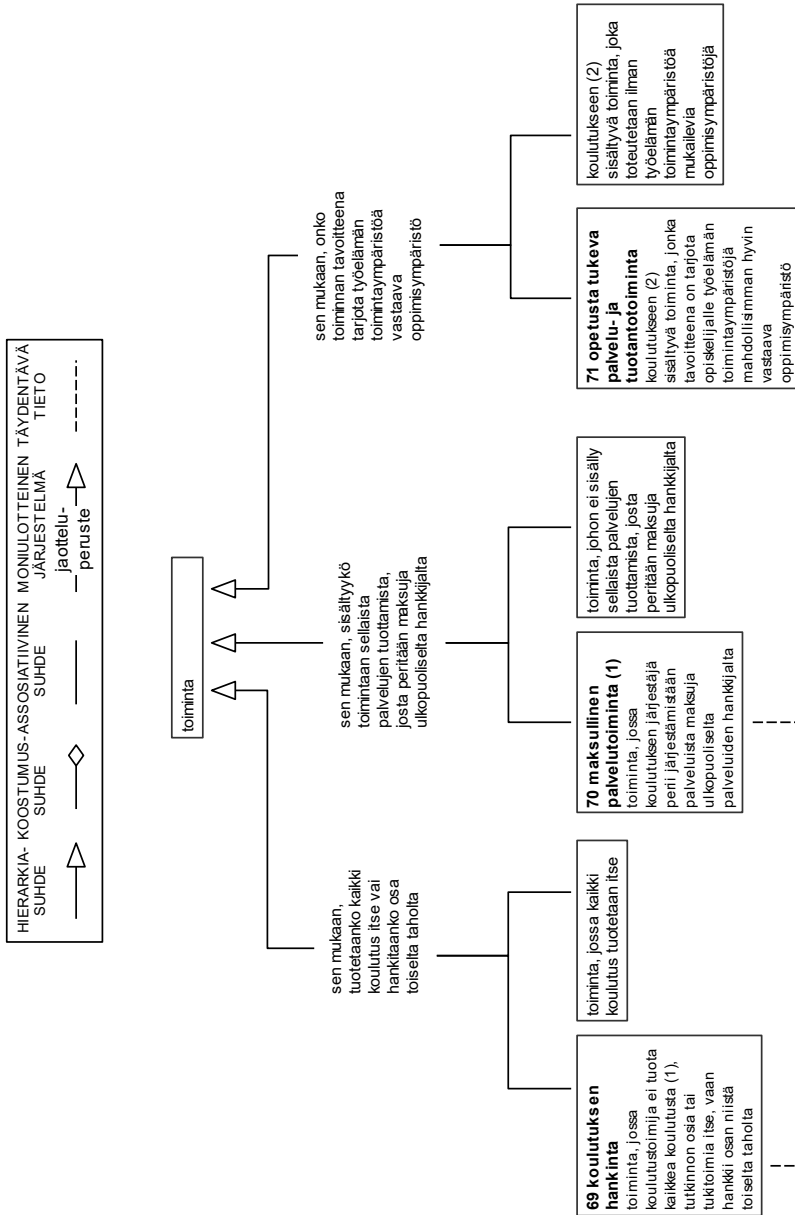 HIERARKIA- KOOSTUMUS- ASSOSIATIIVINEN MONIULOTTEINEN TÄYDENTÄVÄ
SUHDE SUHDE SUHDE JÄRJESTELMÄ TIETO
jaottelu-
peruste
toiminta
sen mukaan,
tuotetaanko kaikki
koulutus itse vai
hankitaanko osa
toiselta taholta
sen mukaan, sisältyykö
toimintaan sellaista
palvelujen tuottamista,
josta peritään maksuja
ulkopuoliselta hankkijalta
sen mukaan, onko
toiminnan tavoitteena
tarjota työelämän
toimintaympäristöä
vastaava
oppimisympäristö
69 koulutuksen
hankinta
toiminta, jossa
koulutustoimija ei tuota
kaikkea koulutusta (1),
tutkinnon osia tai
tukitoimia itse, vaan
hankkii osan niistä
toiselta taholta
toiminta, jossa kaikki
koulutus tuotetaan itse
70 maksullinen
palvelutoiminta (1)
toiminta, jossa
koulutuksen järjestäjä
perii järjestämistään
palveluista maksuja
ulkopuoliselta
palveluiden hankkijalta
toiminta, johon ei sisälly
sellaista palvelujen
tuottamista, josta
peritään maksuja
ulkopuoliselta hankkijalta
71 opetusta tukeva
palvelu- ja
tuotantotoiminta
koulutukseen (2)
sisältyvä toiminta, jonka
tavoitteena on tarjota
opiskelijalle työelämän
toimintaympäristöjä
mahdollisimman hyvin
vastaava
oppimisympäristö
koulutukseen (2)
sisältyvä toiminta, joka
toteutetaan ilman
työelämän
toimintaympäristöä
mukailevia
oppimisympäristöjä